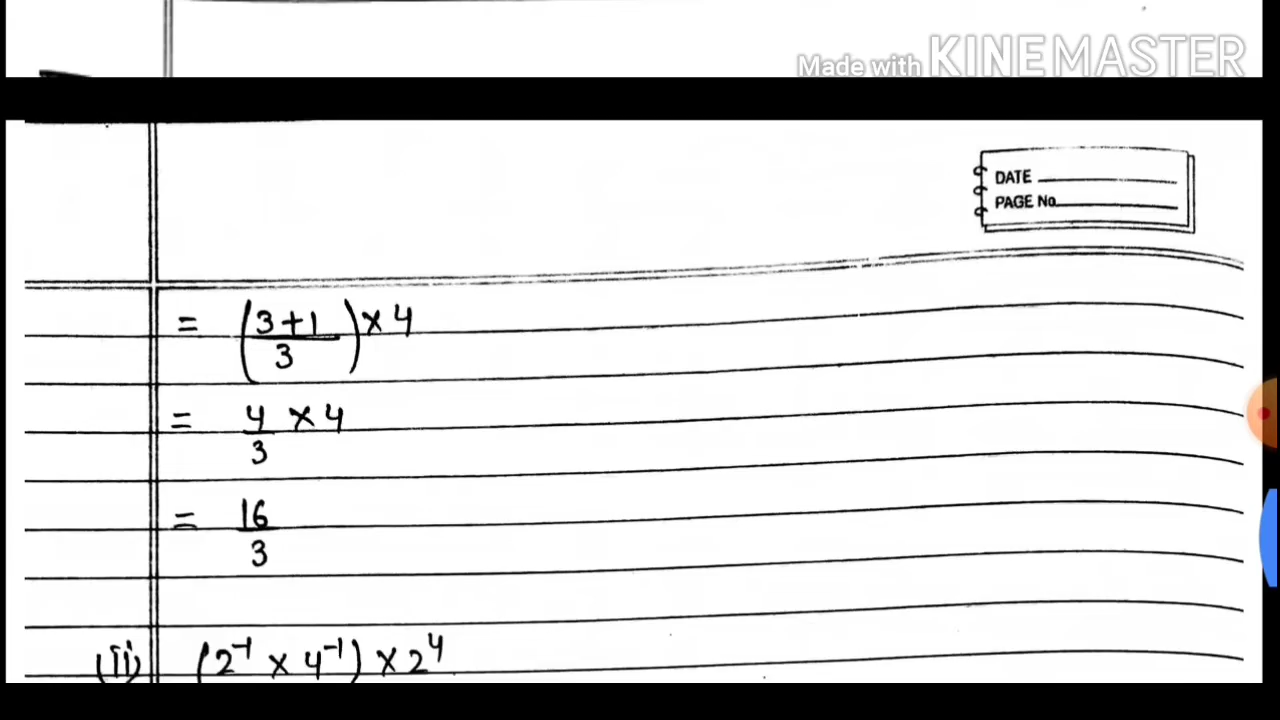 Made with KINEMASTER
DATE
PAGE No.
= (3+1/3) × 4
= 4/3 × 4
= 16/3
(ii) (2⁻¹ × 4⁻¹) × 2⁴